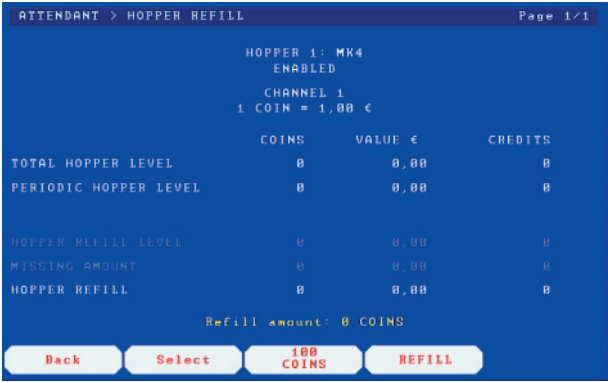 ATTENDANT > HOPPER REFILL Page 1/1
HOPPER 1: MK4
ENABLED
CHANNEL 1
1 COIN = 1,00 €
COINS VALUE € CREDITS
TOTAL HOPPER LEVEL 0 0,00 0
PERIODIC HOPPER LEVEL 0 0,00 0
HOPPER REFILL LEVEL 0 0,00 0
MISSING AMOUNT 0 0,00 0
HOPPER REFILL 0 0,00 0
Refill amount: 0 COINS
Back Select 100 COINS REFILL